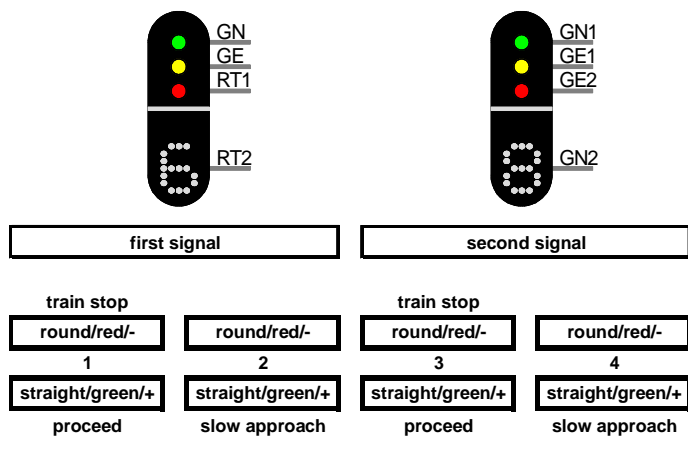 GN GN1
GE GE1
RT1 GE2
6 8
RT2 GN2
first signal second signal
train stop train stop
round/red/- round/red/- round/red/- round/red/-
1 2 3 4
straight/green/+ straight/green/+ straight/green/+ straight/green/+
proceed slow approach proceed slow approach